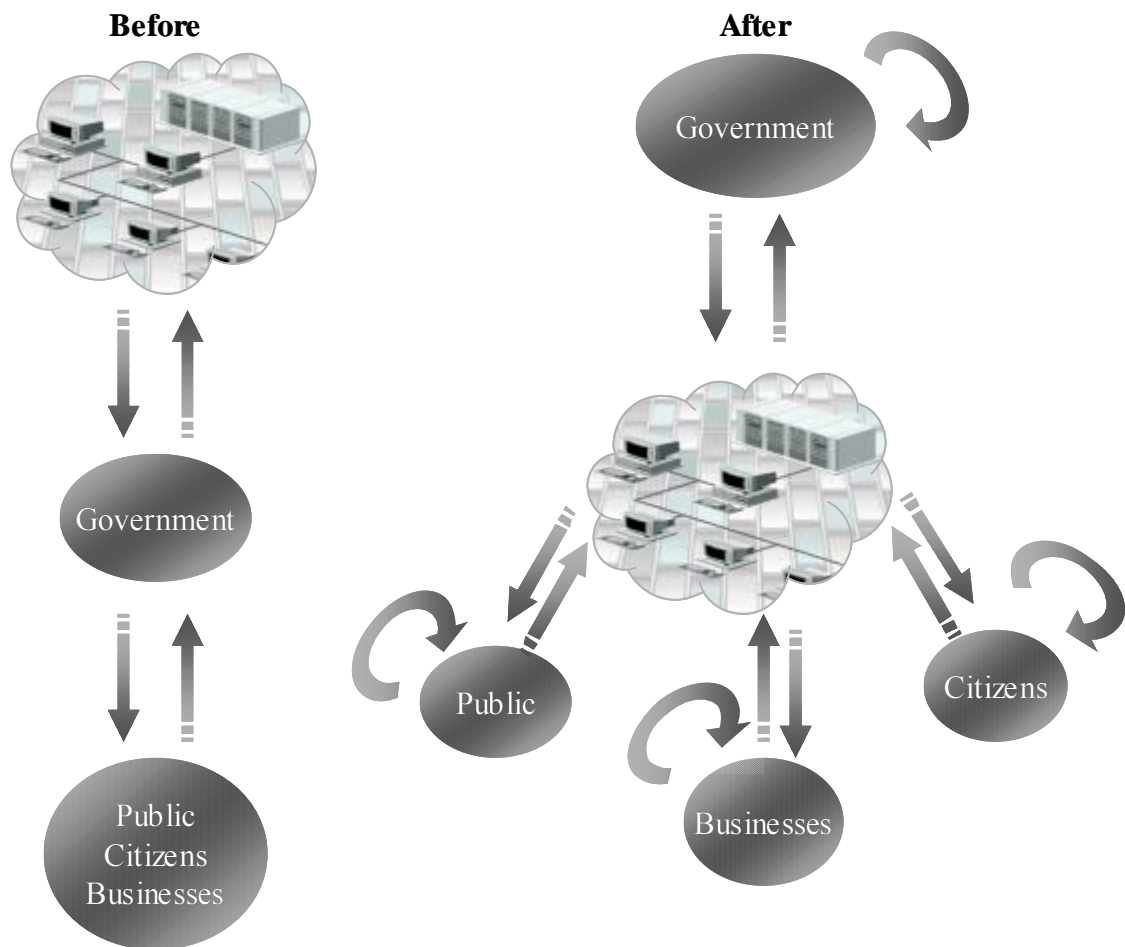 Before
Government
Public
Citizens
Businesses
After
Government
Public
Businesses
Citizens